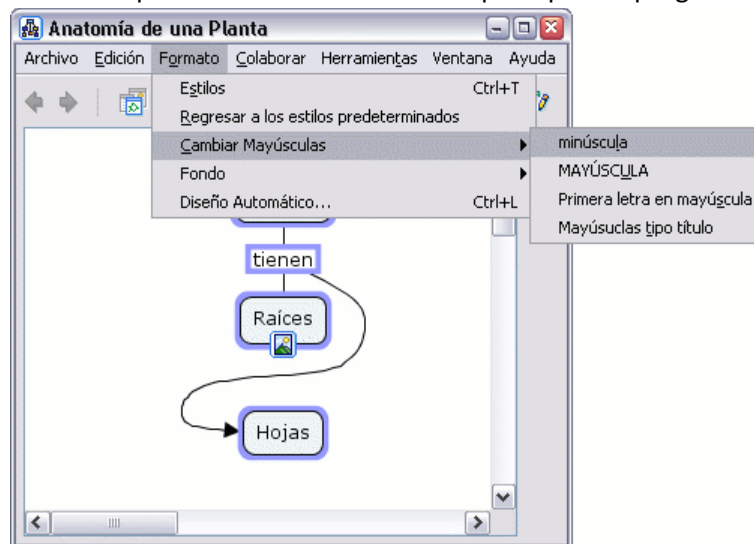 Anatomía de una Planta
Archivo Edición Formato Colaborar Herramientas Ventana Ayuda
Estilos Ctrl+T
Regresar a los estilos predeterminados
Cambiar Mayúsculas
Fondo
Diseño Automático... Ctrl+L
minúscula
MAYÚSCULA
Primera letra en mayúscula
Mayúsuclas tipo título
tienen
Raíces
Hojas